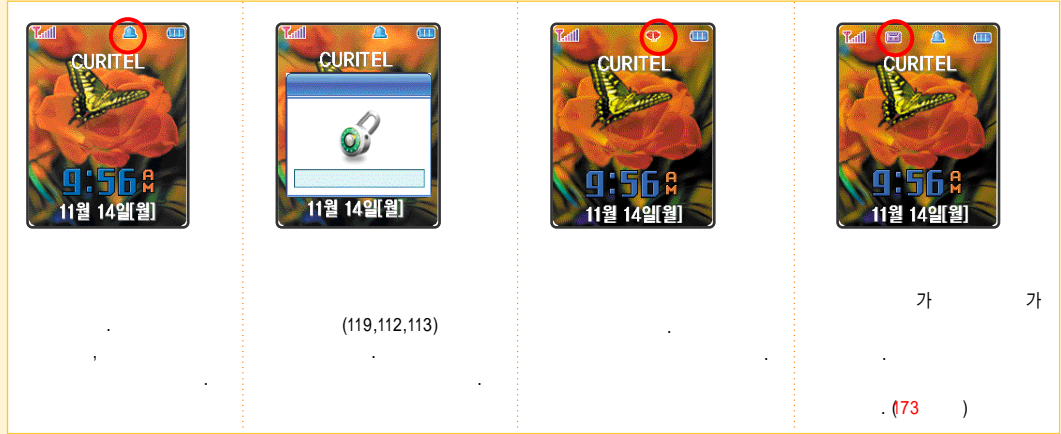 CURITEL
9:56 AM
11월 14일[월]
CURITEL
11월 14일[월]
CURITEL
9:56 AM
11월 14일[월]
CURITEL
9:56 AM
11월 14일[월]
.
,
.
(119,112,113)
.
.
.
.
가 가
.
. (173 )